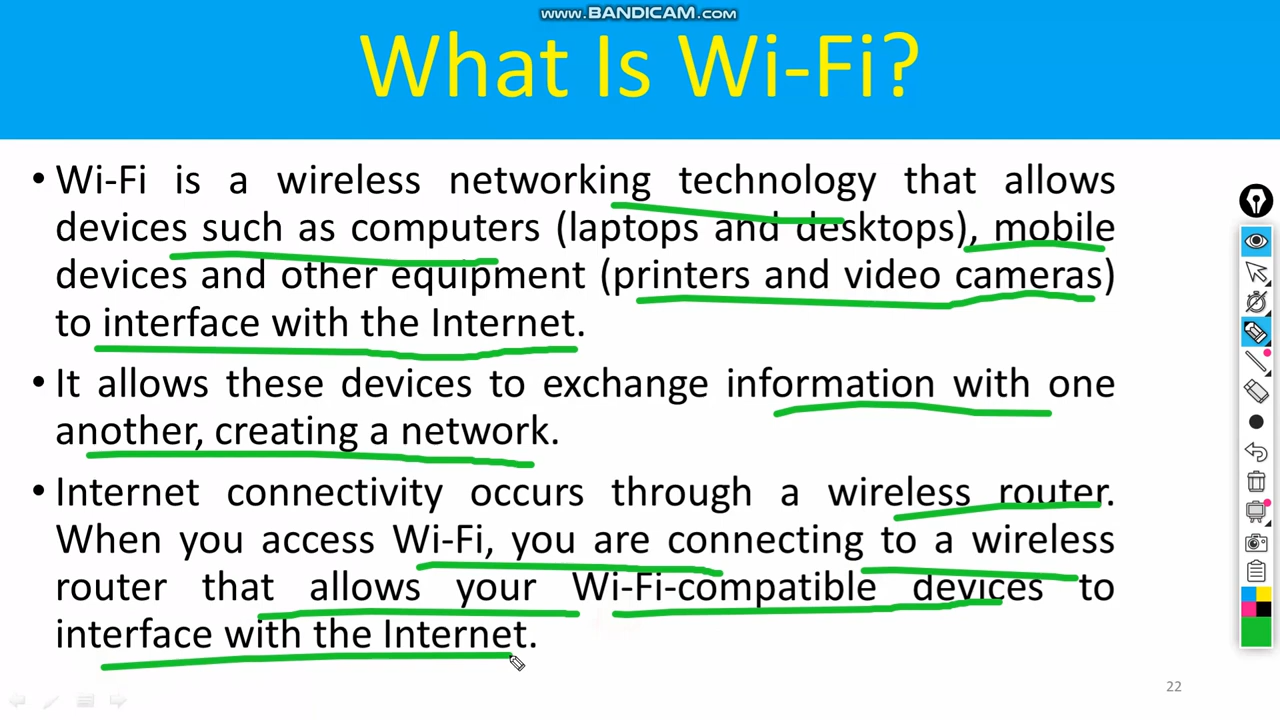 www.BANDICAM.com
What Is Wi-Fi?
• Wi-Fi is a wireless networking technology that allows
devices such as computers (laptops and desktops), mobile
devices and other equipment (printers and video cameras)
to interface with the Internet.
• It allows these devices to exchange information with one
another, creating a network.
• Internet connectivity occurs through a wireless router.
When you access Wi-Fi, you are connecting to a wireless
router that allows your Wi-Fi-compatible devices to
interface with the Internet.
22